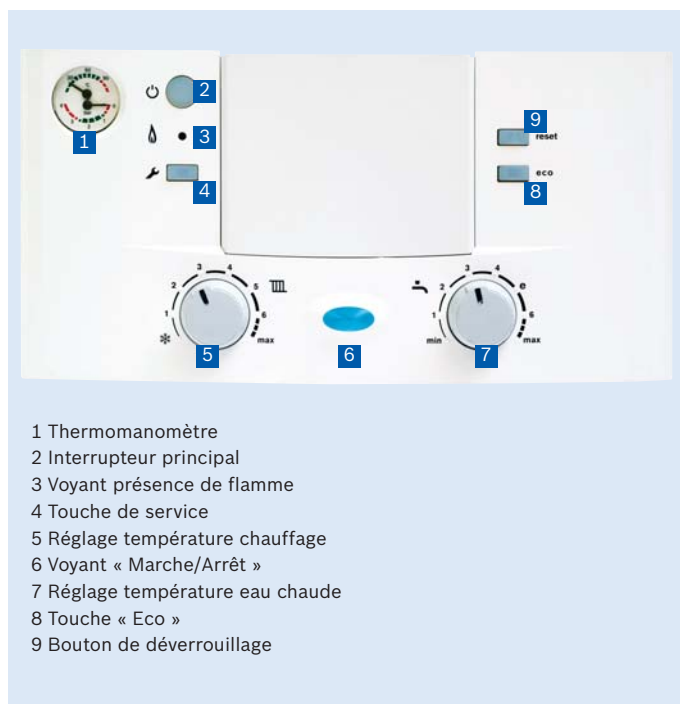 1
2
3
4
9
reset
eco
8
1 2 3 4 5 6 max
min 1 2 3 4 e 6 max
5
6
7
1 Thermomanomètre
2 Interrupteur principal
3 Voyant présence de flamme
4 Touche de service
5 Réglage température chauffage
6 Voyant « Marche/Arrêt »
7 Réglage température eau chaude
8 Touche « Eco »
9 Bouton de déverrouillage